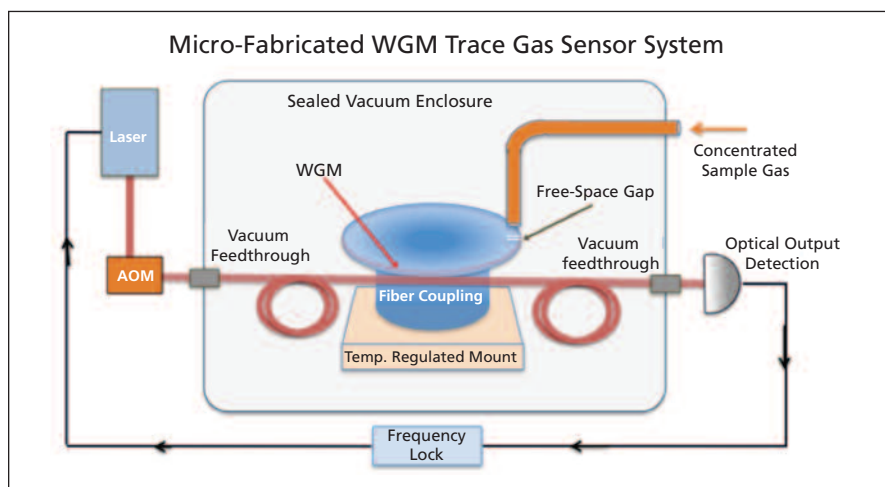 Micro-Fabricated WGM Trace Gas Sensor System
Sealed Vacuum Enclosure
Laser
Concentrated
Sample Gas
WGM
Free-Space Gap
Vacuum
Feedthrough
Vacuum
feedthrough
Optical Output
Detection
AOM
Fiber Coupling
Temp. Regulated Mount
Frequency
Lock